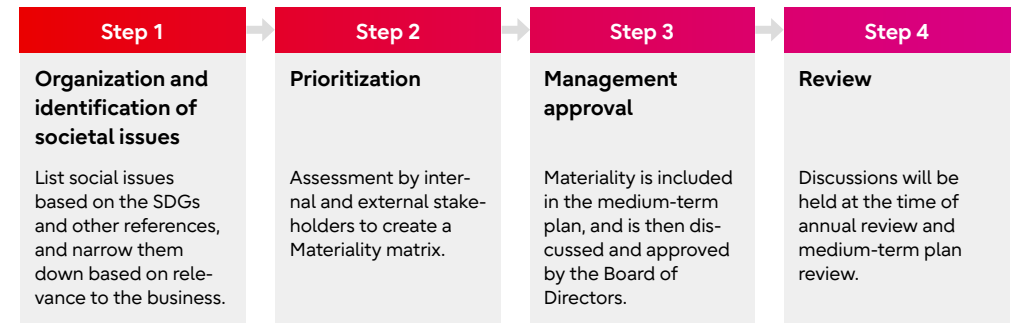 Step 1
Organization and
identification of
societal issues
List social issues
based on the SDGs
and other references,
and narrow them
down based on rele-
vance to the business.
Step 2
Prioritization
Assessment by inter-
nal and external stake-
holders to create a
Materiality matrix.
Step 3
Management
approval
Materiality is included
in the medium-term
plan, and is then dis-
cussed and approved
by the Board of
Directors.
Step 4
Review
Discussions will be
held at the time of
annual review and
medium-term plan
review.